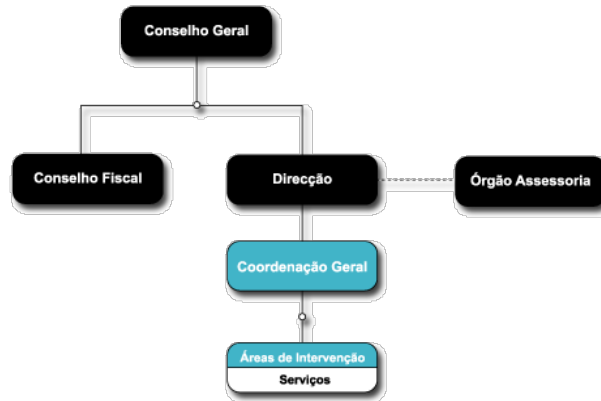 Conselho Geral
Conselho Fiscal
Direcção
Órgão Assessoria
Coordenação Geral
Áreas de Intervenção
Serviços